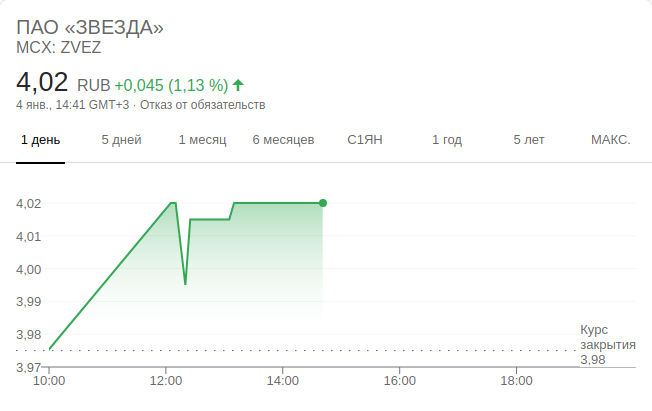 ПАО «ЗВЕЗДА»
MCX: ZVEZ
4,02 RUB +0,045 (1,13 %)
4 янв., 14:41 GMT+3 · Отказ от обязательств
1 день 5 дней 1 месяц 6 месяцев С1ЯН 1 год 5 лет МАКС.
4,02
4,01
4,00
3,99
3,98
3,97
Курс
закрытия
3,98
10:00 12:00 14:00 16:00 18:00